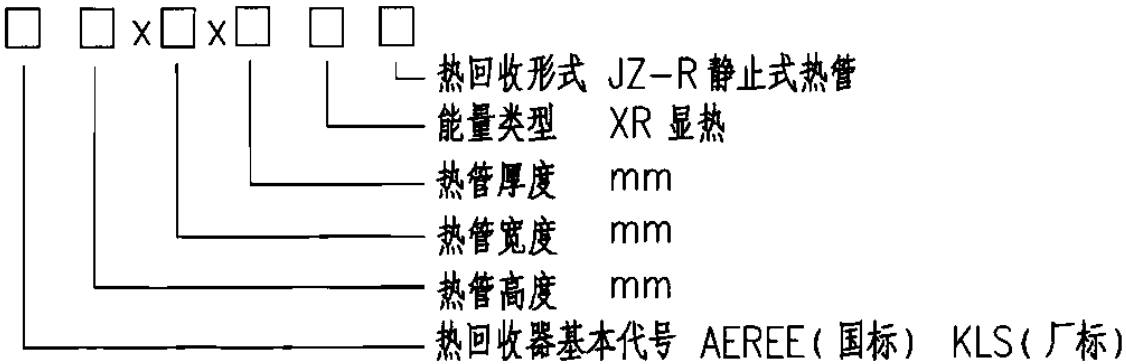 □ □×□×□ □ □
热回收形式 JZ-R 静止式热管
能量类型 XR 显热
热管厚度 mm
热管宽度 mm
热管高度 mm
热回收器基本代号 AEREE(国标) KLS(厂标)